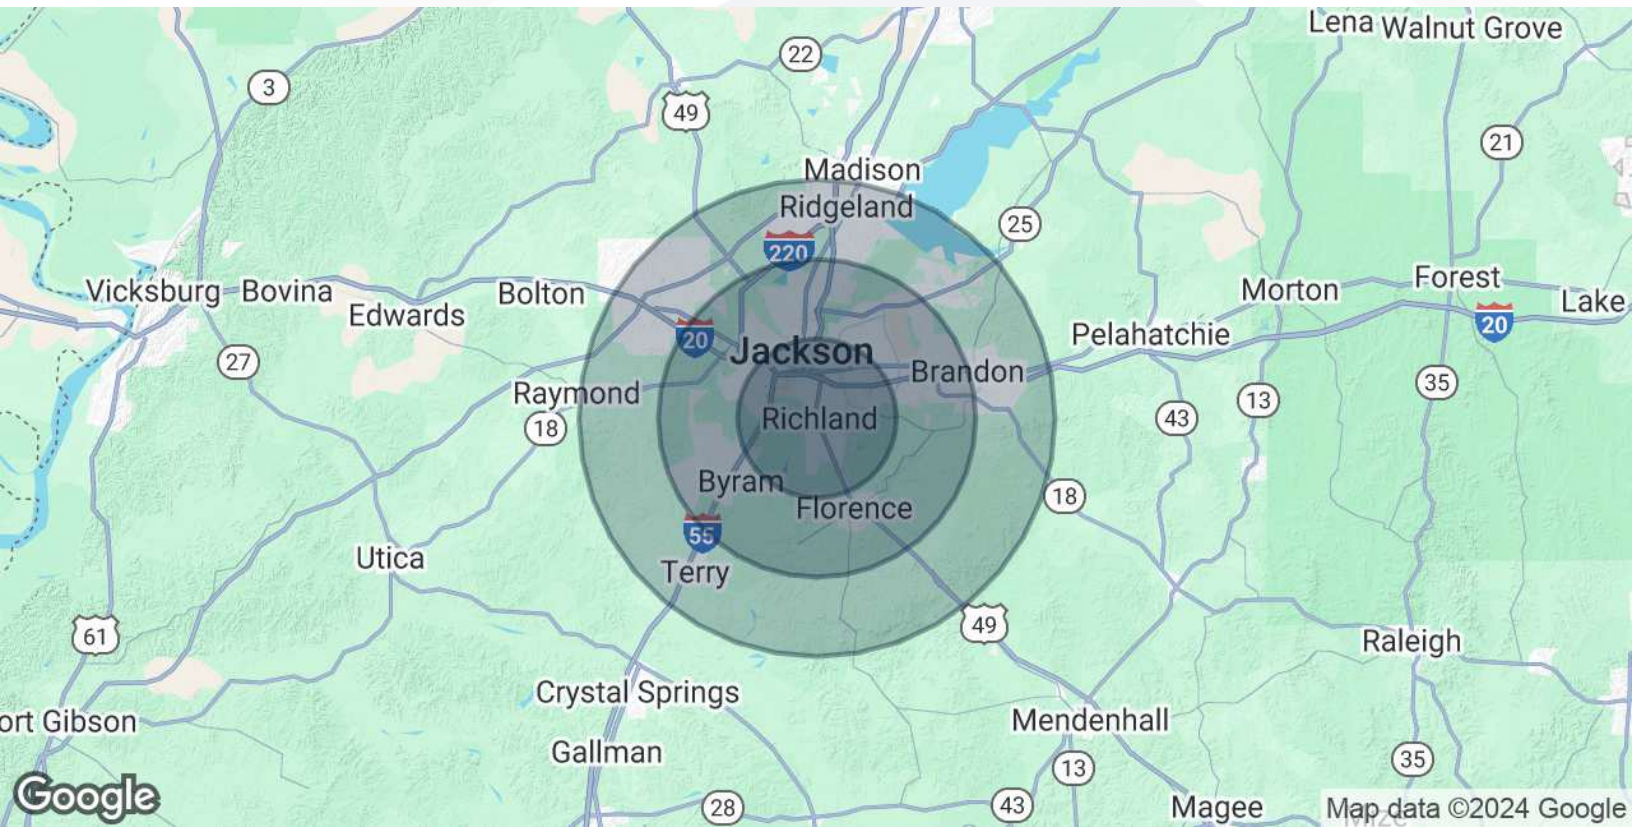 Lena
Walnut Grove
22
3
49
21
Madison
Ridgeland
25
220
Vicksburg
Bovina
Edwards
Bolton
Morton
Forest
Lake
20
20
Pelahatchie
Jackson
Brandon
27
Raymond
18
Richland
43
13
35
Byram
Florence
18
55
Terry
Utica
61
49
Raleigh
Crystal Springs
ort Gibson
Mendenhall
Gallman
13
35
Google
28
43
Magee
Map data ©2024 Google
Mize